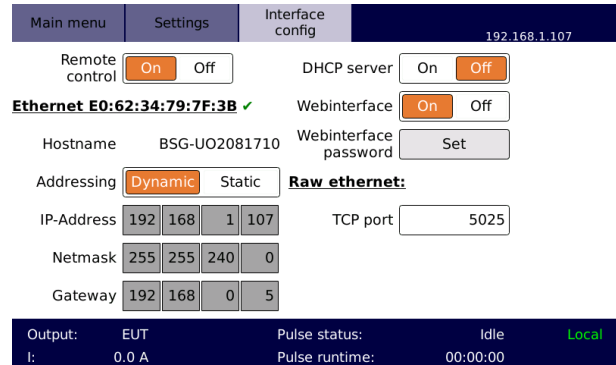 Main menu Settings Interface config 192.168.1.107
Remote control On Off DHCP server On Off
Ethernet E0:62:34:79:7F:3B ✔ Webinterface On Off
Hostname BSG-UO2081710 Webinterface password Set
Addressing Dynamic Static Raw ethernet:
IP-Address 192 168 1 107 TCP port 5025
Netmask 255 255 240 0
Gateway 192 168 0 5
Output: EUT Pulse status: Idle Local
I: 0.0 A Pulse runtime: 00:00:00